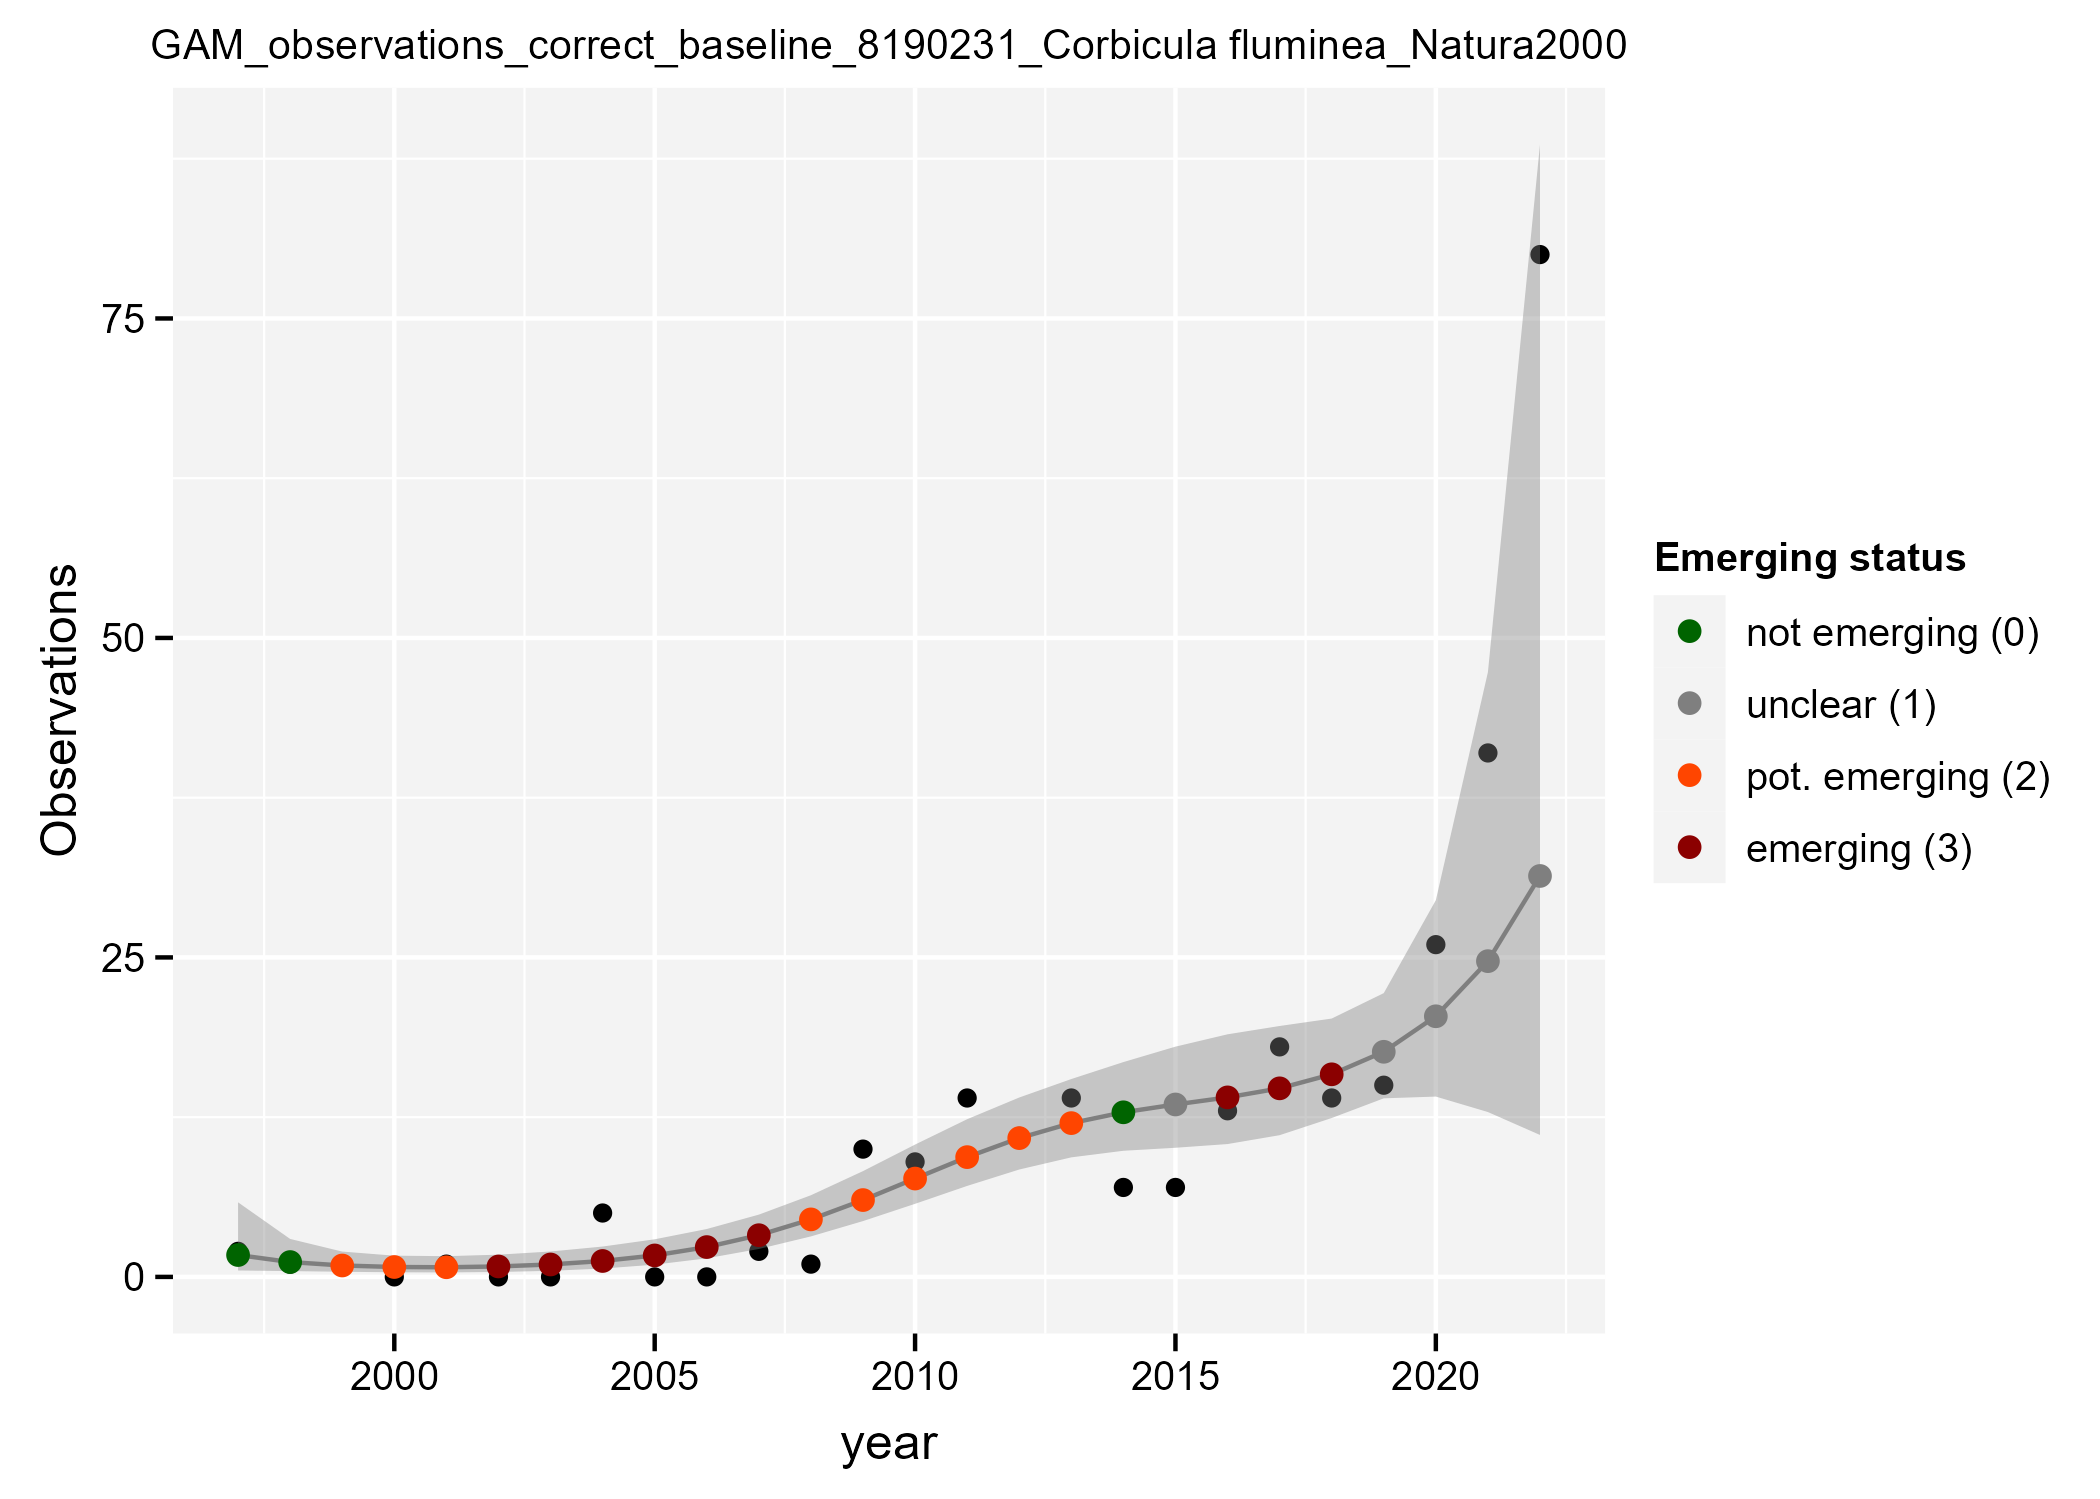 GAM_observations_correct_baseline_8190231_Corbicula fluminea_Natura2000
Observations
75
50
25
0
2000
2005
2010
2015
2020
year
Emerging status
not emerging (0)
unclear (1)
pot. emerging (2)
emerging (3)